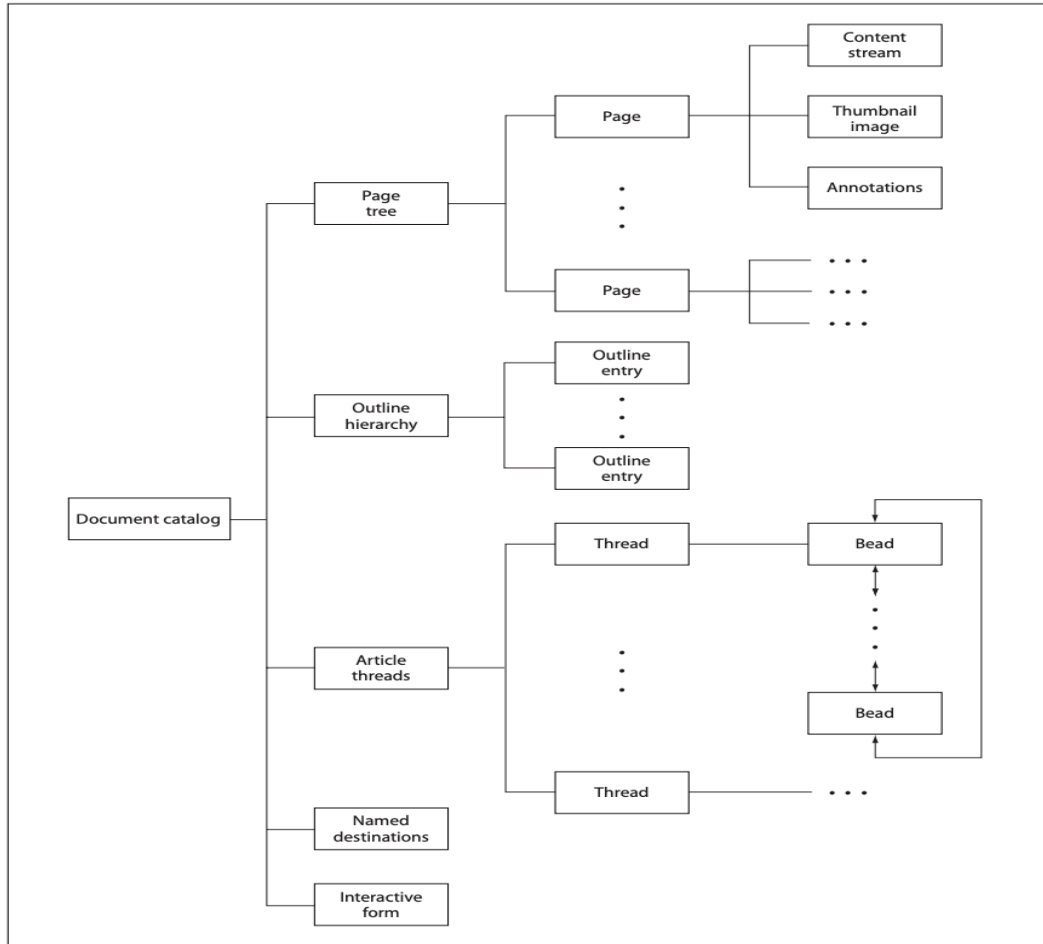 Content
stream
Page
Thumbnail
image
Annotations
Page
tree
Page
Outline
entry
Outline
hierarchy
Outline
entry
Document catalog
Thread
Bead
Article
threads
Bead
Thread
Named
destinations
Interactive
form